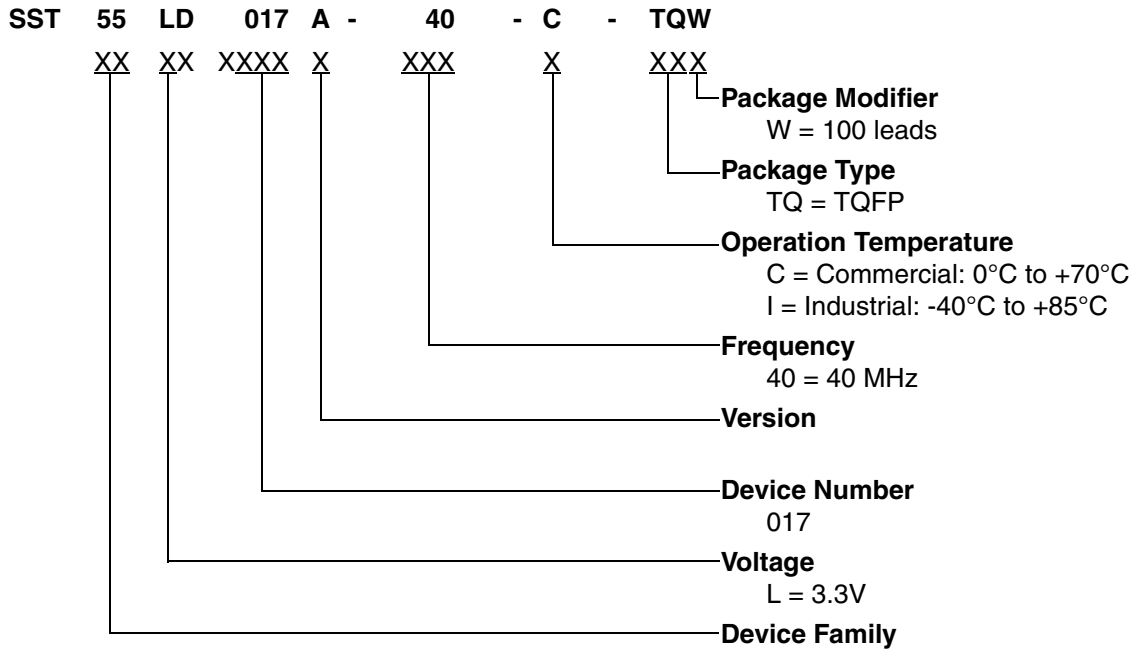 SST 55 LD 017 A - 40 - C - TQW
XX XX XXXX X XXX X XXX
Package Modifier
W = 100 leads
Package Type
TQ = TQFP
Operation Temperature
C = Commercial: 0°C to +70°C
I = Industrial: -40°C to +85°C
Frequency
40 = 40 MHz
Version
Device Number
017
Voltage
L = 3.3V
Device Family